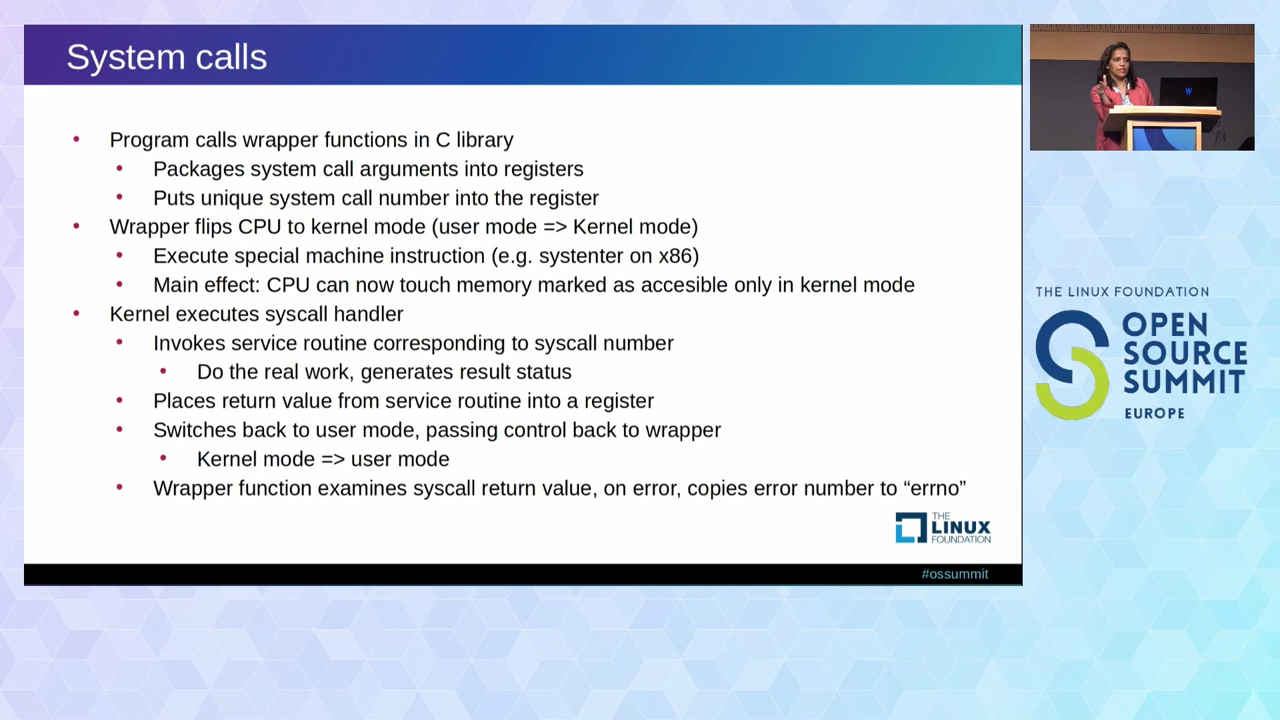 System calls
• Program calls wrapper functions in C library
• Packages system call arguments into registers
• Puts unique system call number into the register
• Wrapper flips CPU to kernel mode (user mode => Kernel mode)
• Execute special machine instruction (e.g. systenter on x86)
• Main effect: CPU can now touch memory marked as accesible only in kernel mode
• Kernel executes syscall handler
• Invokes service routine corresponding to syscall number
• Do the real work, generates result status
• Places return value from service routine into a register
• Switches back to user mode, passing control back to wrapper
• Kernel mode => user mode
• Wrapper function examines syscall return value, on error, copies error number to “errno”
THE
LINUX
FOUNDATION
#ossummit
THE LINUX FOUNDATION
OPEN
SOURCE
SUMMIT
EUROPE